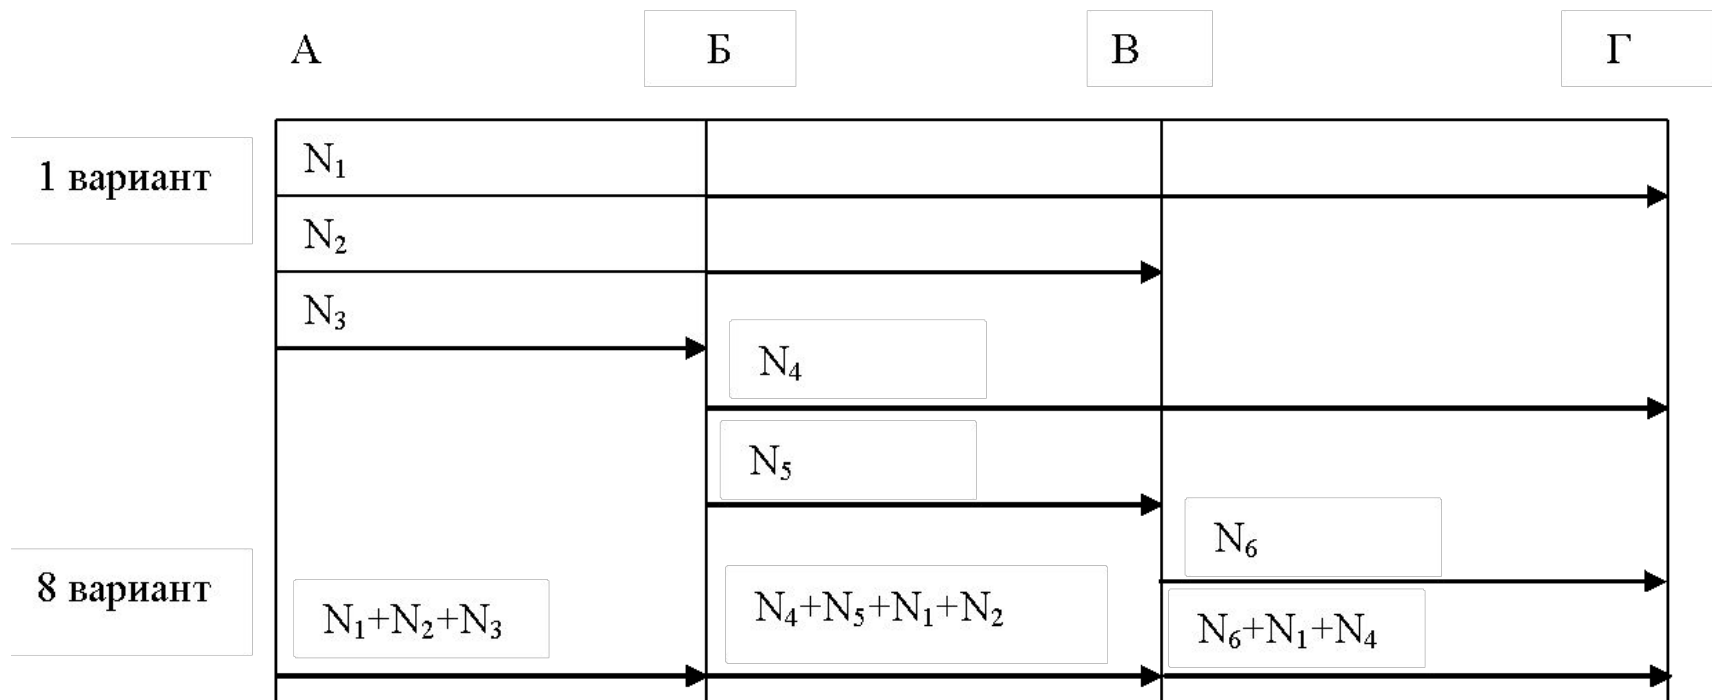 А Б В Г
1 вариант
N₁
N₂
N₃
N₄
N₅
N₆
8 вариант
N₁+N₂+N₃
N₄+N₅+N₁+N₂
N₆+N₁+N₄